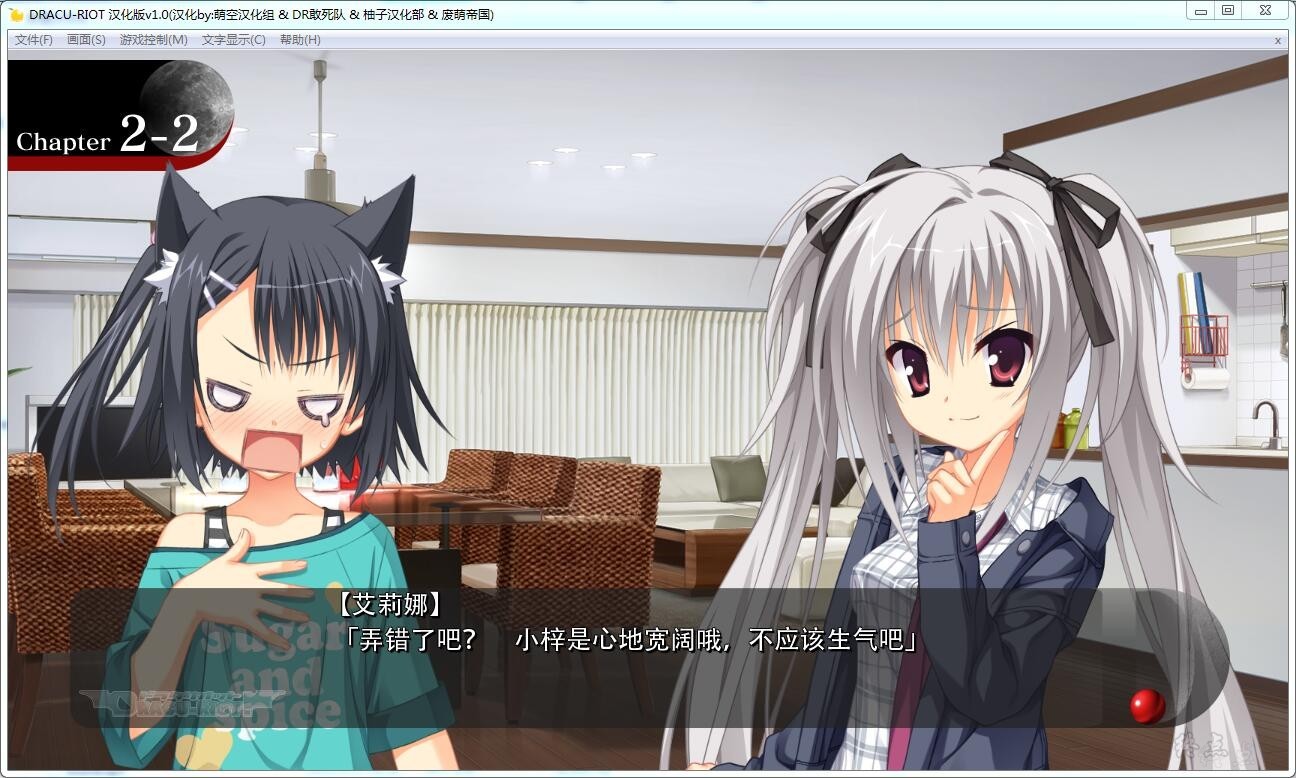 DRACU-RIOT 汉化版v1.0(汉化by:萌空汉化组 & DR敢死队 & 柚子汉化部 & 废萌帝国)
文件(F) 画面(S) 游戏控制(M) 文字显示(C) 帮助(H) x
Chapter 2-2
【艾莉娜】
「弄错了吧？ 小梓是心地宽阔哦，不应该生气吧」
Sugar
and
Spice
DRACU-RIOT!